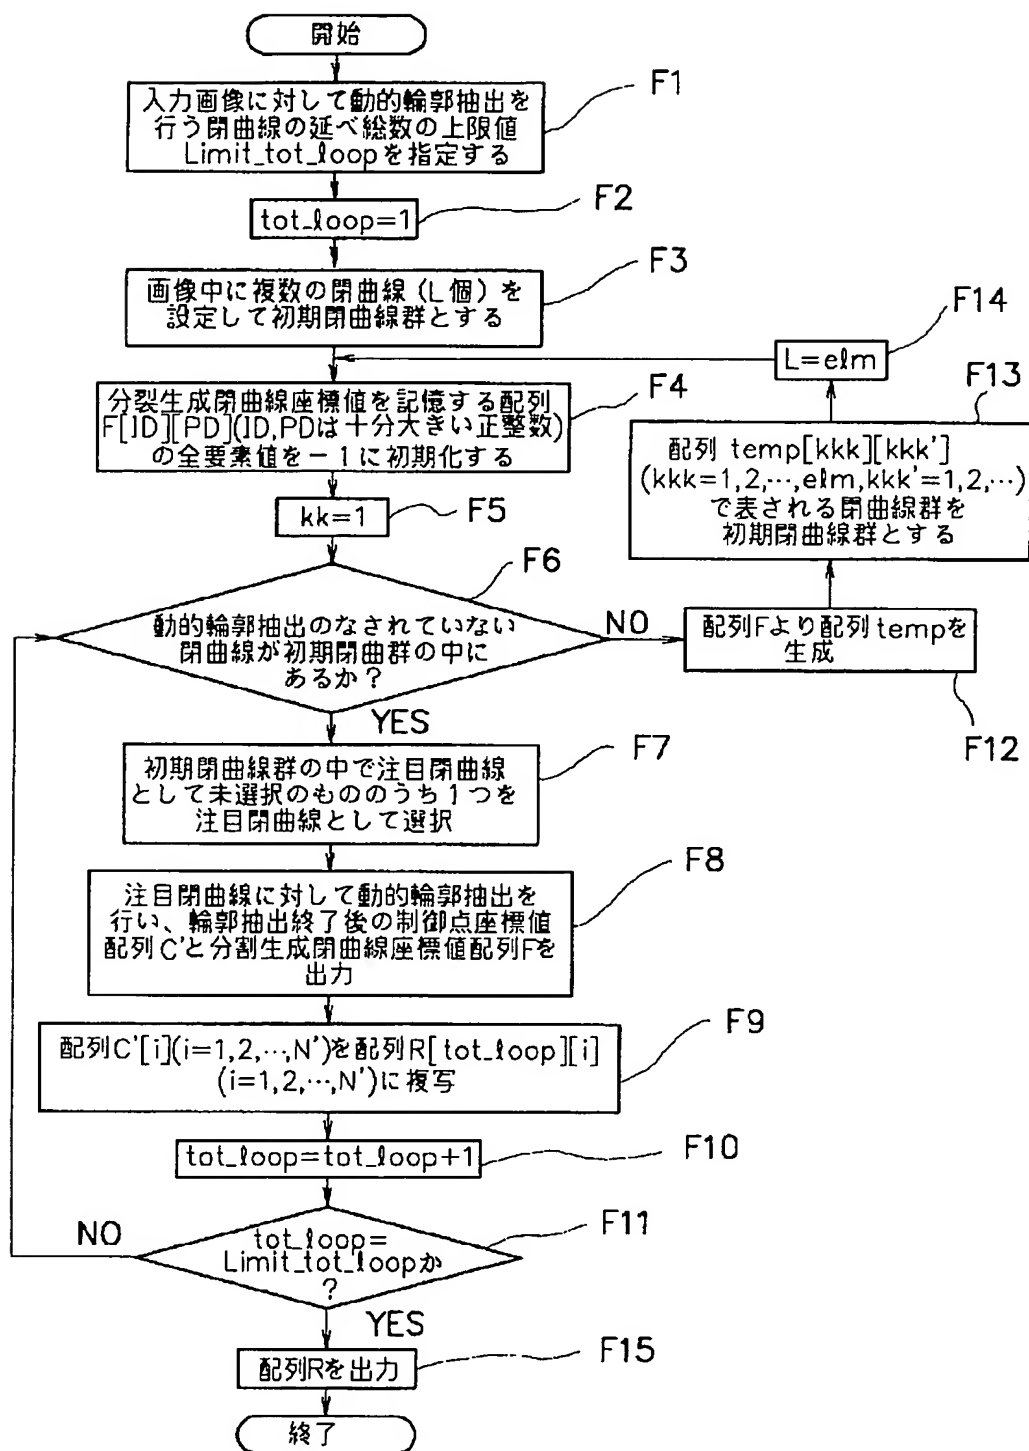 開始
F1
入力画像に対して動的輪郭抽出を
行う閉曲線の延べ総数の上限値
Limit_tot_loopを指定する
F2
tot_loop=1
F3
画像中に複数の閉曲線(L個)を
設定して初期閉曲線群とする
F14
L=elm
F4
分裂生成閉曲線座標値を記憶する配列
F[ID][PD](ID,PDは十分大きい正整数)
の全要素値を－1に初期化する
F13
配列 temp[kkk][kkk']
(kkk=1,2,…,elm,kkk'=1,2,…)
で表される閉曲線群を
初期閉曲線群とする
F5
kk=1
F6
動的輪郭抽出のなされていない
閉曲線が初期閉曲群の中に
あるか?
NO
配列Fより配列tempを
生成
F12
YES
F7
初期閉曲線群の中で注目閉曲線
として未選択のもののうち1つを
注目閉曲線として選択
F8
注目閉曲線に対して動的輪郭抽出を
行い、輪郭抽出終了後の制御点座標値
配列C'と分割生成閉曲線座標値配列Fを
出力
F9
配列C'[i](i=1,2,…,N')を配列R[tot_loop][i]
(i=1,2,…,N')に複写
F10
tot_loop=tot_loop+1
F11
NO
tot_loop=
Limit_tot_loopか
?
YES
F15
配列Rを出力
終了